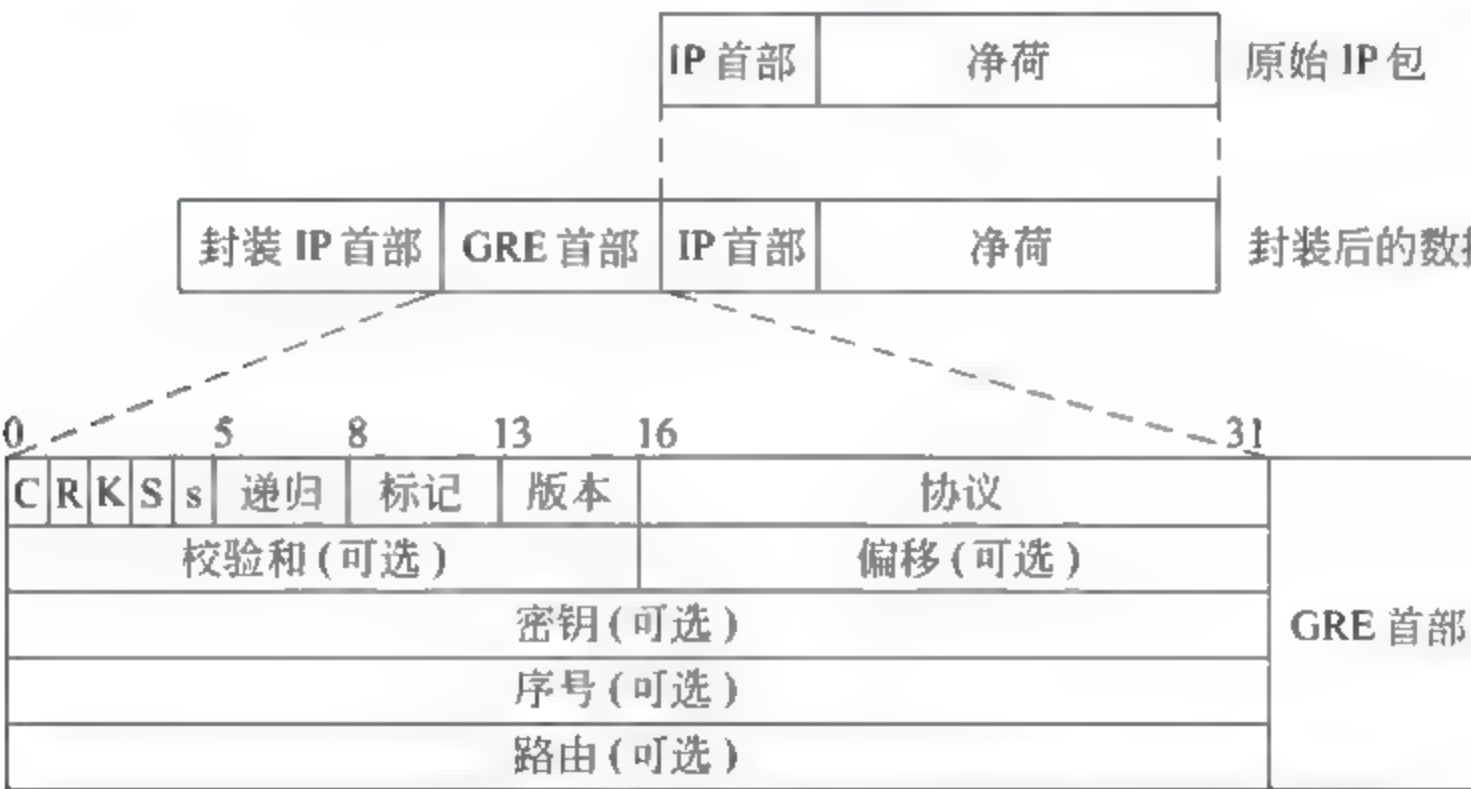 IP 首部 净荷 原始 IP 包
封装 IP 首部 GRE 首部 IP 首部 净荷 封装后的数
0 5 8 13 16 31
C R K S s 递归 标记 版本 协议
校验和(可选) 偏移(可选)
密钥(可选)
GRE 首部
序号(可选)
路由(可选)